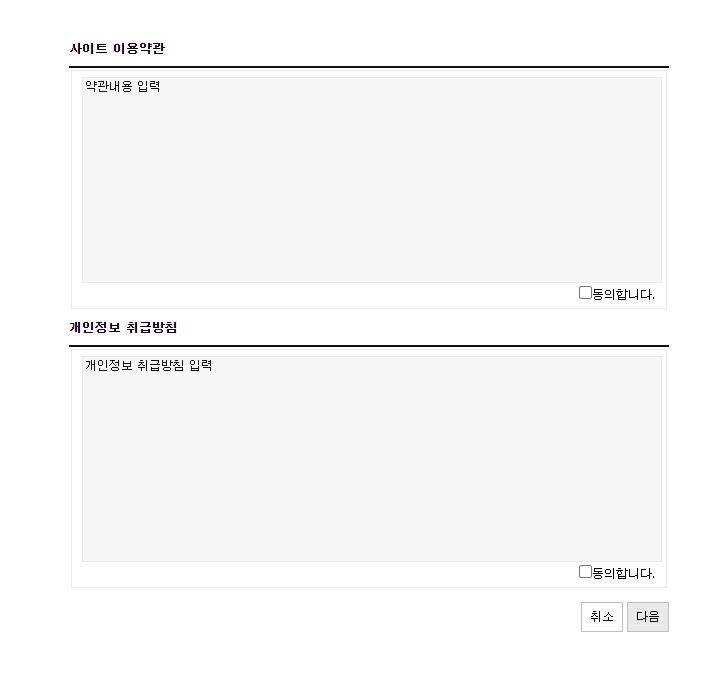 사이트 이용약관
약관내용 입력
동의합니다.
개인정보 취급방침
개인정보 취급방침 입력
동의합니다.
취소 다음